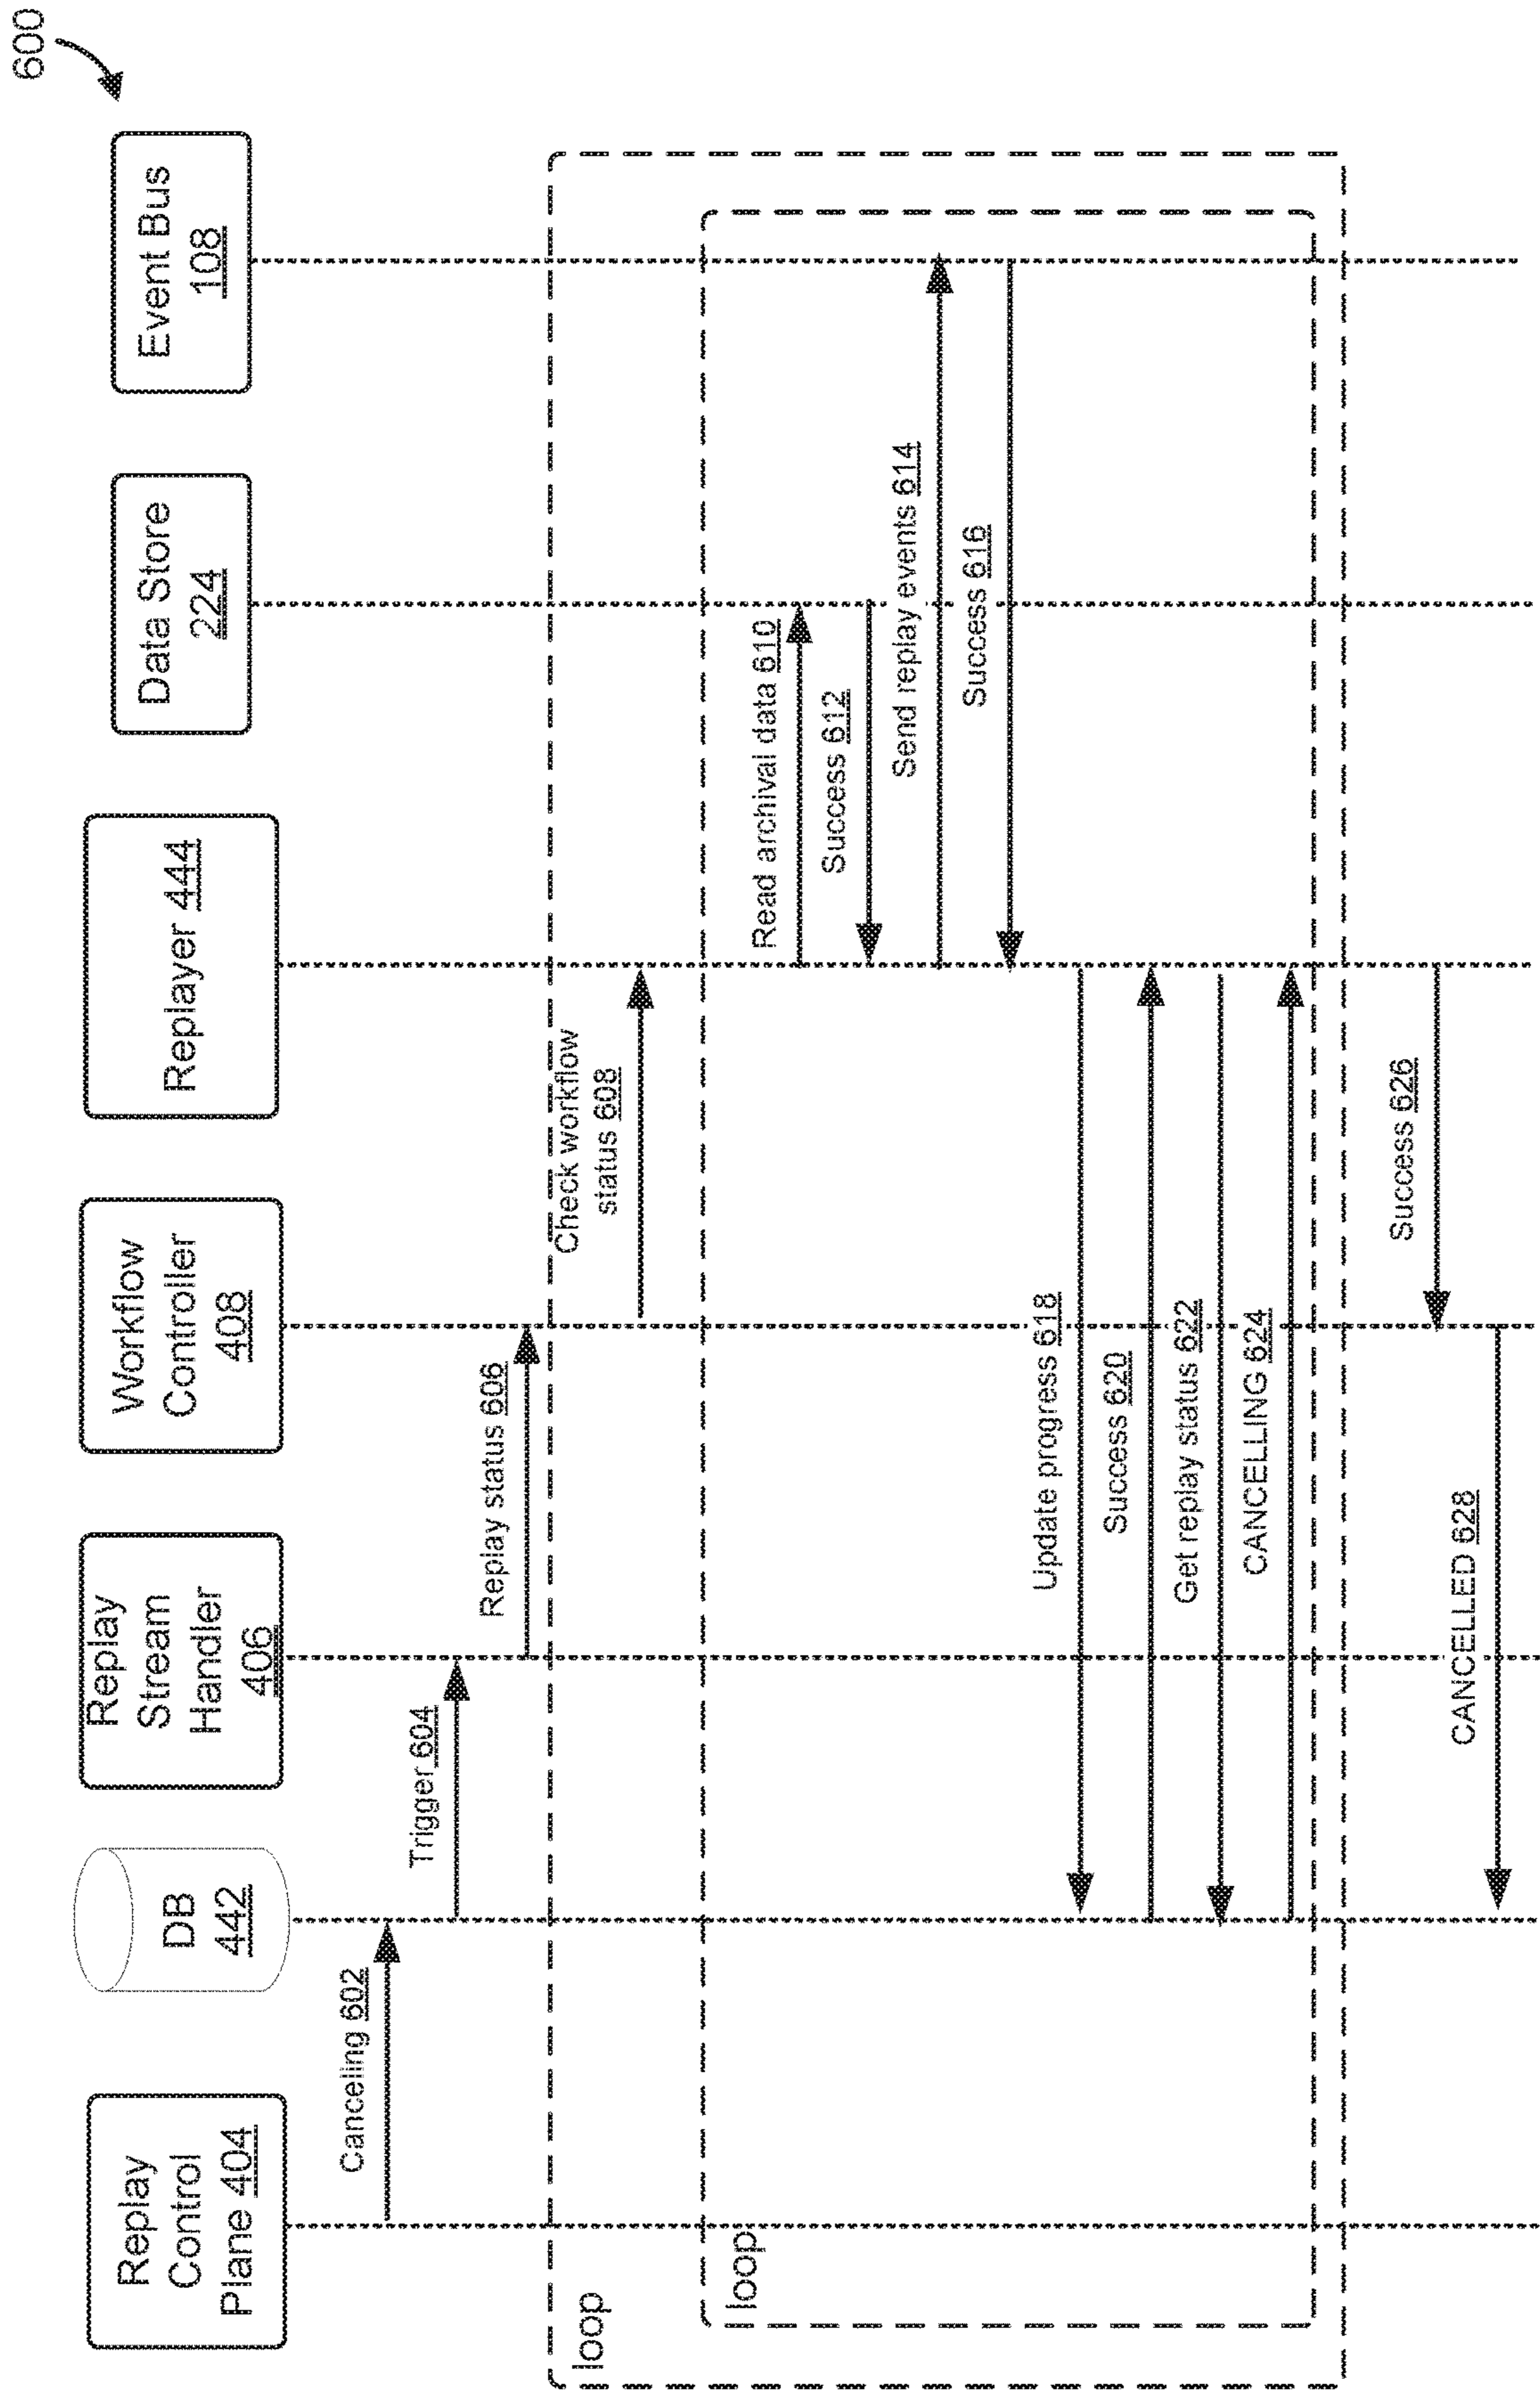 600
Replay
Control
Plane 404
DB
442
Replay
Stream
Handler
406
Workflow
Controller
408
Replayer 444
Data Store
224
Event Bus
108
Canceling 602
Trigger 604
Replay status 606
loop
Check workflow
status 608
loop
Read archival data 610
Success 612
Send replay events 614
Success 616
Update progress 618
Success 620
Get replay status 622
CANCELLING 624
Success 626
CANCELLED 628